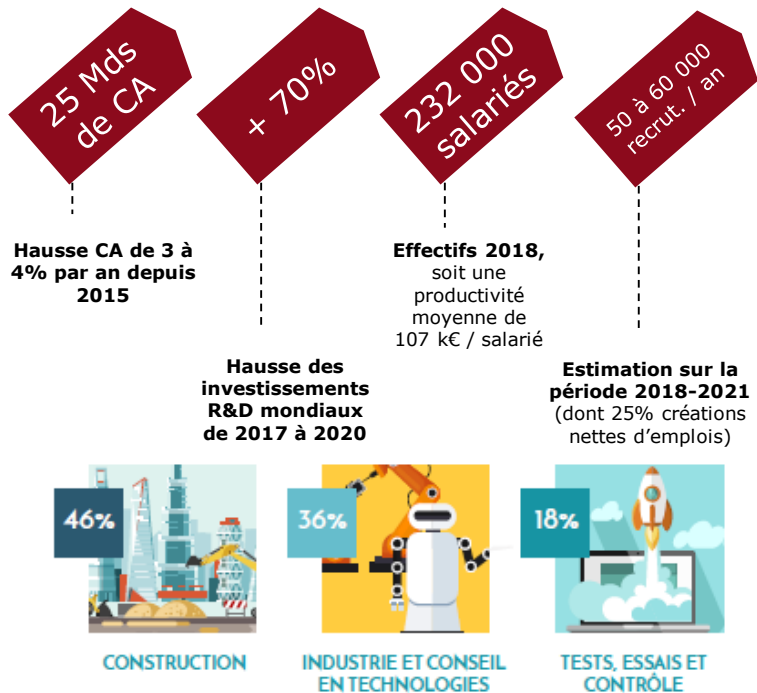 25 Mds
de CA
+ 70%
232 000
salariés
50 à 60 000
recrut. / an
Hausse CA de 3 à
4% par an depuis
2015
Effectifs 2018,
soit une
productivité
moyenne de
107 k€ / salarié
Hausse des
investissements
R&D mondiaux
de 2017 à 2020
Estimation sur la
période 2018-2021
(dont 25% créations
nettes d’emplois)
46%
36%
18%
CONSTRUCTION
INDUSTRIE ET CONSEIL
EN TECHNOLOGIES
TESTS, ESSAIS ET
CONTRÔLE